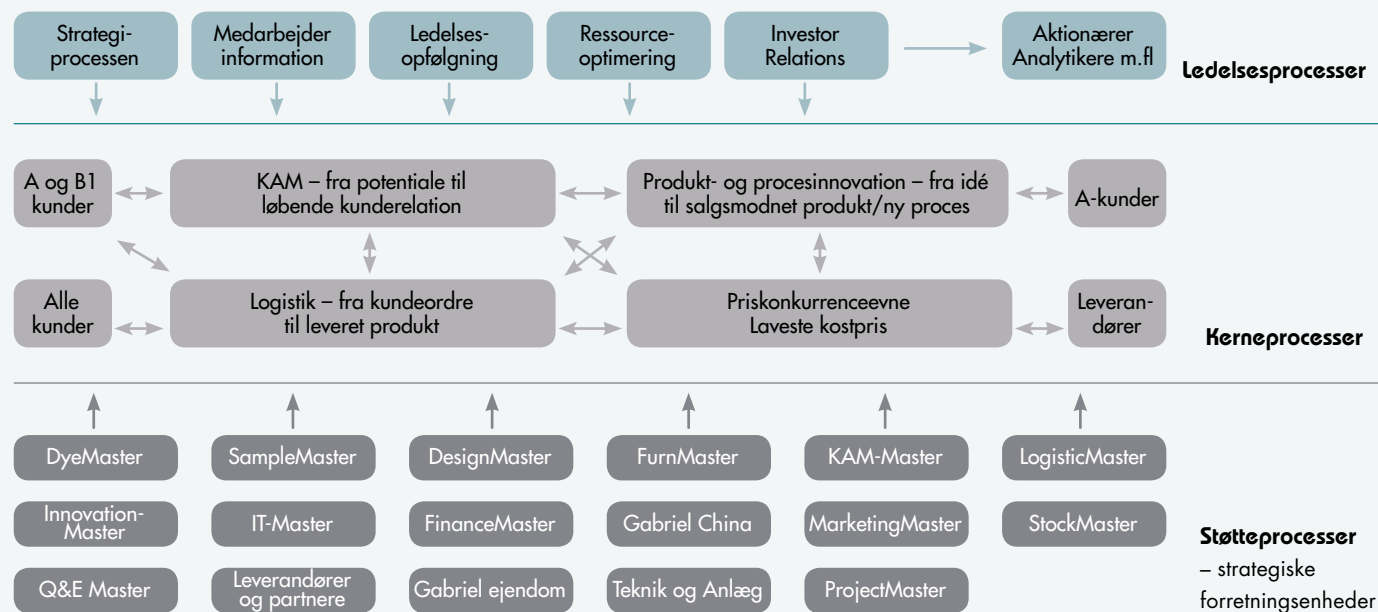 Strategi-
processen
Medarbejder
information
Ledelses-
opfølgning
Ressource-
optimering
Investor
Relations
Aktionærer
Analytikere m.fl
Ledelsesprocesser
A og B1
kunder
KAM – fra potentiale til
løbende kunderelation
Produkt- og procesinnovation – fra idé
til salgsmodnet produkt/ny proces
A-kunder
Alle
kunder
Logistik – fra kundeordre
til leveret produkt
Priskonkurrenceevne
Laveste kostpris
Leveran-
dører
Kerneprocesser
DyeMaster
SampleMaster
DesignMaster
FurnMaster
KAM-Master
LogisticMaster
Innovation-
Master
IT-Master
FinanceMaster
Gabriel China
MarketingMaster
StockMaster
Q&E Master
Leverandører
og partnere
Gabriel ejendom
Teknik og Anlæg
ProjectMaster
Støtteprocesser
– strategiske
forretningsenheder